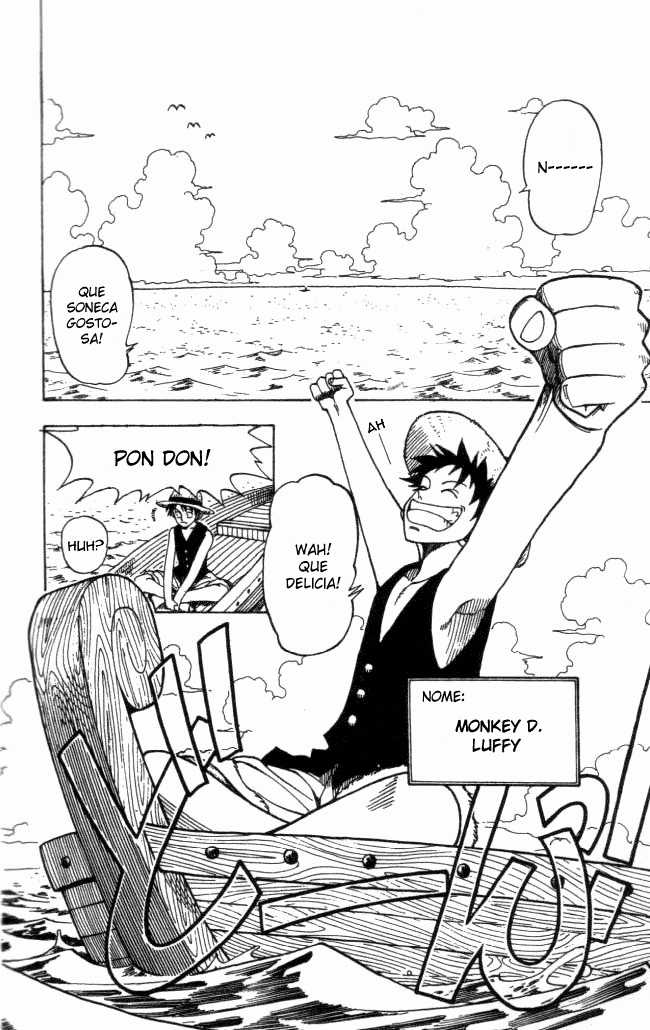 N------
QUE
SONECA
GOSTO-
SA!
AH
WAH!
QUE
DELICIA!
PON DON!
HUH?
NOME:
MONKEY D.
LUFFY